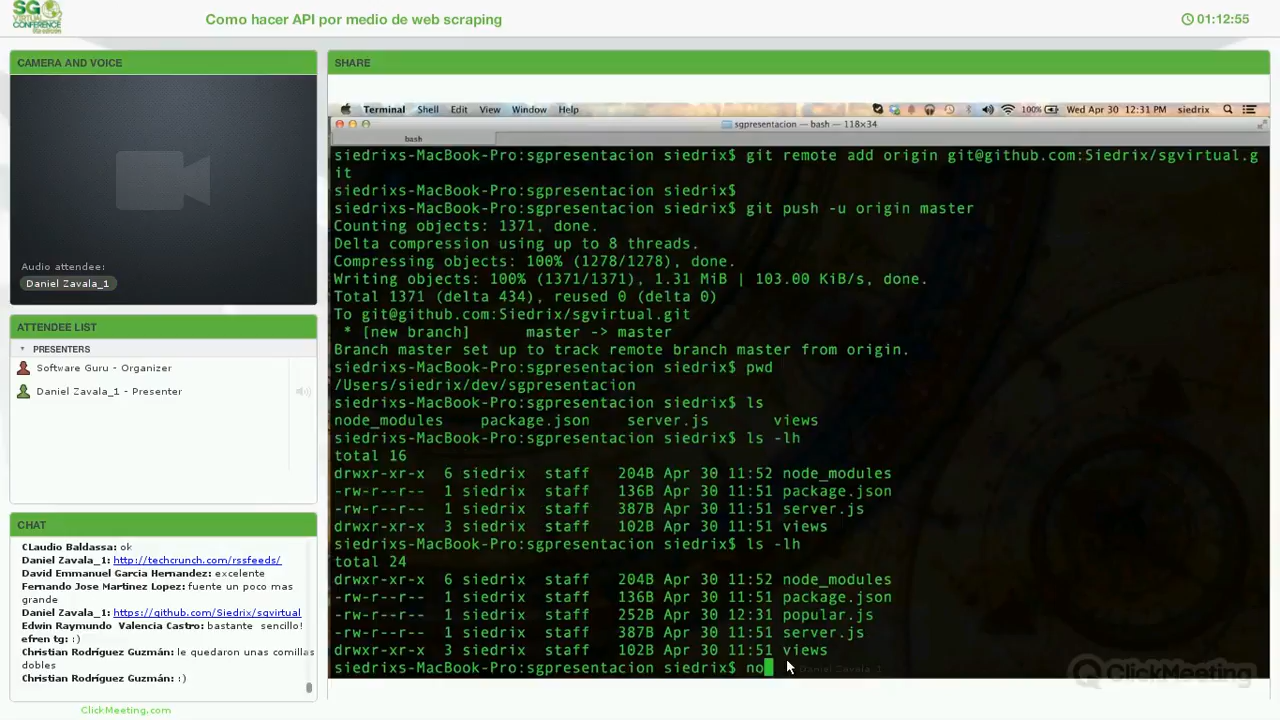 SG
VIRTUAL
CONFERENCE
Como hacer API por medio de web scraping
01:12:55
CAMERA AND VOICE
Audio attendee:
Daniel Zavala_1
ATTENDEE LIST
PRESENTERS
Software Guru - Organizer
Daniel Zavala_1 - Presenter
CHAT
CLaudio Baldassa: ok
Daniel Zavala_1: http://techcrunch.com/rssfeeds/
David Emmanuel Garcia Hernandez: excelente
Fernando Jose Martinez Lopez: fuente un poco mas
grande
Daniel Zavala_1: https://github.com/Siedrix/sgvirtual
Edwin Raymundo Valencia Castro: bastante sencillo!
efren tg: :)
Christian Rodríguez Guzmán: le quedaron unas comillas
dobles
Christian Rodríguez Guzmán: :)
ClickMeeting.com
SHARE
Terminal Shell Edit View Window Help
100% Wed Apr 30 12:31 PM siedrix
sgpresentacion — bash — 118×34
bash
siedrixs-MacBook-Pro:sgpresentacion siedrix$ git remote add origin git@github.com:Siedrix/sgvirtual.g
it
siedrixs-MacBook-Pro:sgpresentacion siedrix$
siedrixs-MacBook-Pro:sgpresentacion siedrix$ git push -u origin master
Counting objects: 1371, done.
Delta compression using up to 8 threads.
Compressing objects: 100% (1278/1278), done.
Writing objects: 100% (1371/1371), 1.31 MiB | 103.00 KiB/s, done.
Total 1371 (delta 434), reused 0 (delta 0)
To git@github.com:Siedrix/sgvirtual.git
* [new branch] master -> master
Branch master set up to track remote branch master from origin.
siedrixs-MacBook-Pro:sgpresentacion siedrix$ pwd
/Users/siedrix/dev/sgpresentacion
siedrixs-MacBook-Pro:sgpresentacion siedrix$ ls
node_modules package.json server.js views
siedrixs-MacBook-Pro:sgpresentacion siedrix$ ls -lh
total 16
drwxr-xr-x 6 siedrix staff 204B Apr 30 11:52 node_modules
-rw-r--r-- 1 siedrix staff 136B Apr 30 11:51 package.json
-rw-r--r-- 1 siedrix staff 387B Apr 30 11:51 server.js
drwxr-xr-x 3 siedrix staff 102B Apr 30 11:51 views
siedrixs-MacBook-Pro:sgpresentacion siedrix$ ls -lh
total 24
drwxr-xr-x 6 siedrix staff 204B Apr 30 11:52 node_modules
-rw-r--r-- 1 siedrix staff 136B Apr 30 11:51 package.json
-rw-r--r-- 1 siedrix staff 252B Apr 30 12:31 popular.js
-rw-r--r-- 1 siedrix staff 387B Apr 30 11:51 server.js
drwxr-xr-x 3 siedrix staff 102B Apr 30 11:51 views
siedrixs-MacBook-Pro:sgpresentacion siedrix$ no
Daniel Zavala_1
ClickMeeting